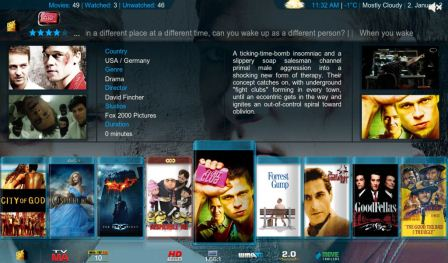 Movies: 49 | Watched: 3 | Unwatched: 46
11:32 AM | -1°C | Mostly Cloudy | 2. Janu
... in a different place at a different time, can you wake up as a different person? | | When you wake
Country
USA / Germany
Genre
Drama
Director
David Fincher
Studios
Fox 2000 Pictures
Duration
0 minutes
A ticking-time-bomb insomniac and a
slippery soap salesman channel
primal male aggression into a
shocking new form of therapy. Their
concept catches on, with underground
"fight clubs" forming in every town,
until an eccentric gets in the way and
ignites an out-of-control spiral toward
oblivion.
CITY OF GOD
FIGHT CLUB
Forrest
Gump
GoodFellas
THE GOOD THE BAD
& THE UGLY
TV
MA
10
HD
2.0
MOVIE